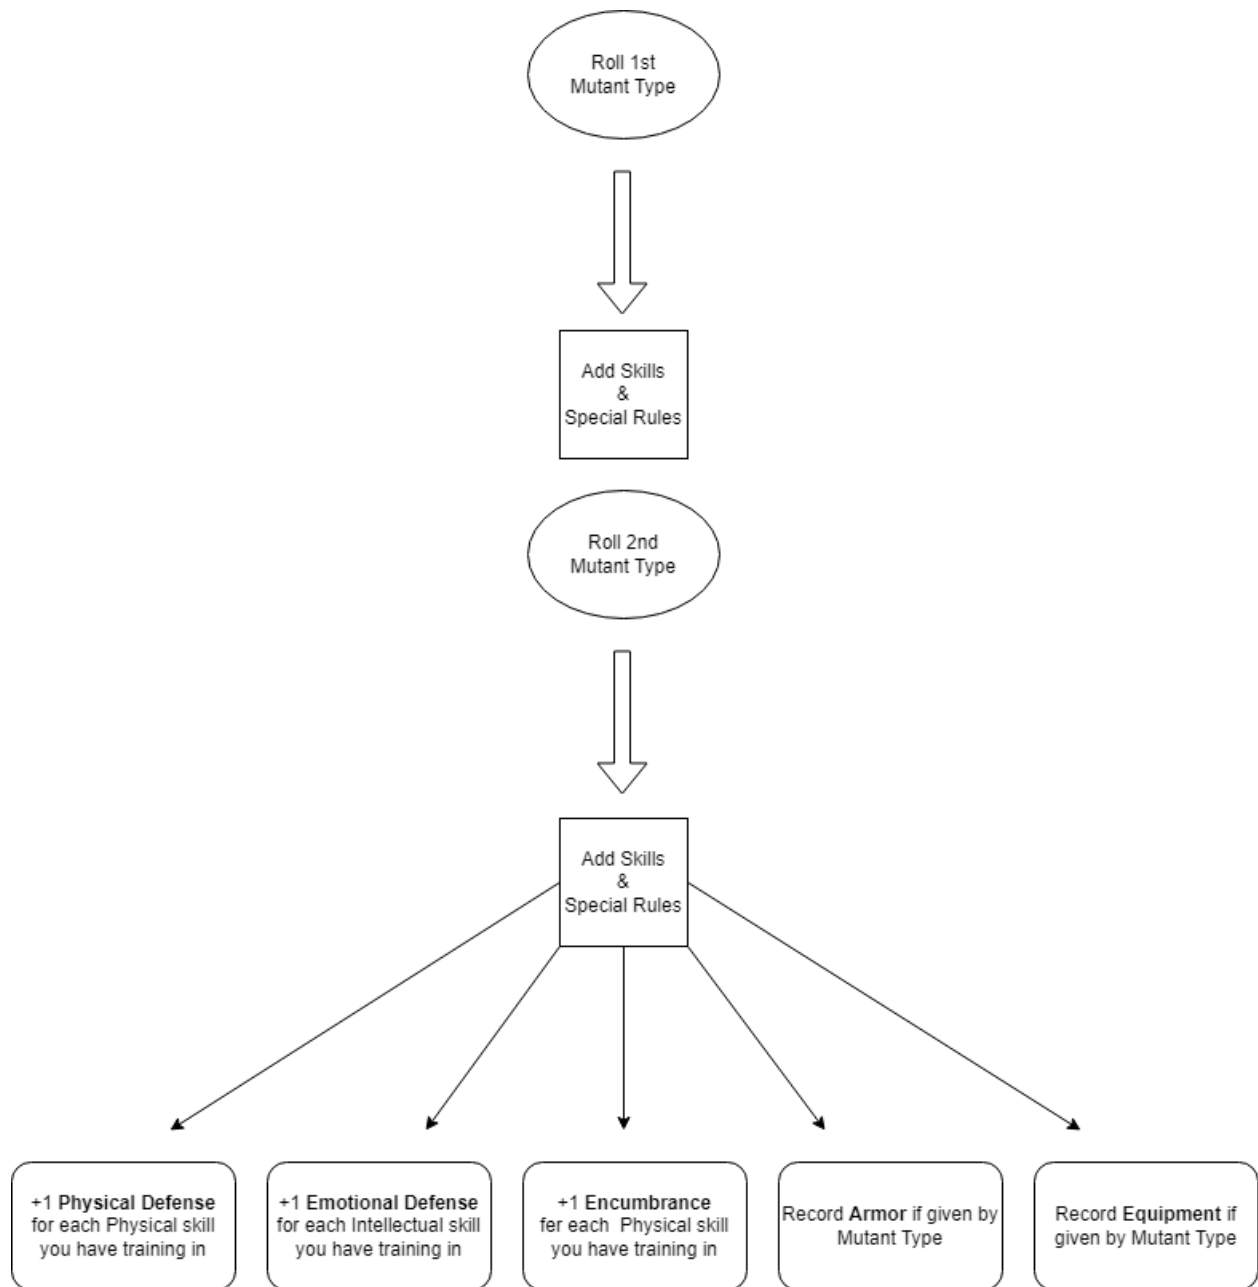 Roll 1st
Mutant Type
Add Skills
&
Special Rules
Roll 2nd
Mutant Type
Add Skills
&
Special Rules
+1 Physical Defense
for each Physical skill
you have training in
+1 Emotional Defense
for each Intellectual skill
you have training in
+1 Encumbrance
fer each Physical skill
you have training in
Record Armor if given by
Mutant Type
Record Equipment if
given by Mutant Type